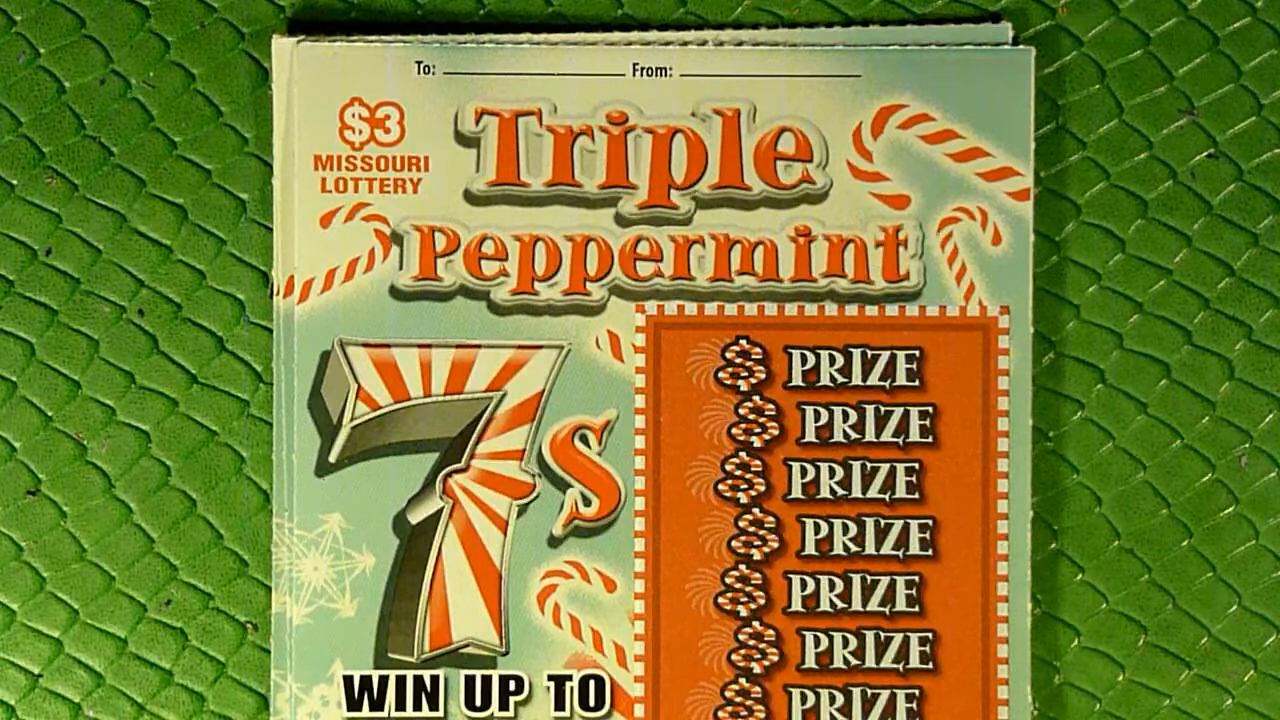 To: From:
$3
MISSOURI
LOTTERY
Triple
Peppermint
7s
WIN UP TO
$ PRIZE
$ PRIZE
$ PRIZE
$ PRIZE
$ PRIZE
$ PRIZE
$ PRIZE